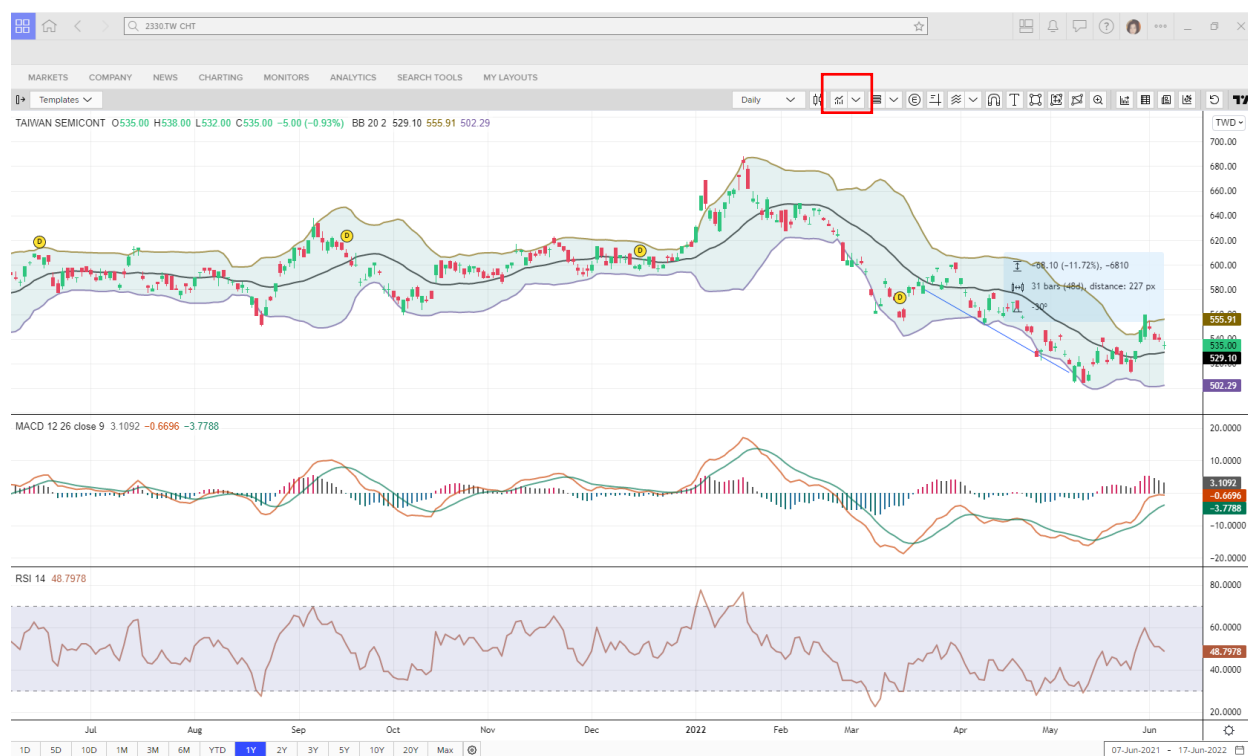 2330.TW CHT
MARKETS COMPANY NEWS CHARTING MONITORS ANALYTICS SEARCH TOOLS MY LAYOUTS
Templates Daily
TAIWAN SEMICONT O535.00 H538.00 L532.00 C535.00 −5.00 (−0.93%) BB 20 2 529.10 555.91 502.29
TWD
700.00
680.00
660.00
640.00
620.00
600.00
580.00
555.91
535.00
529.10
502.29
D
D
D
D
−68.10 (−11.72%), −6810
31 bars (48d), distance: 227 px
-30°
MACD 12 26 close 9 3.1092 −0.6696 −3.7788
20.0000
10.0000
3.1092
−0.6696
−3.7788
−10.0000
−20.0000
RSI 14 48.7978
80.0000
60.0000
48.7978
40.0000
20.0000
Jul Aug Sep Oct Nov Dec 2022 Feb Mar Apr May Jun
1D 5D 10D 1M 3M 6M YTD 1Y 2Y 3Y 5Y 10Y 20Y Max 07-Jun-2021 - 17-Jun-2022